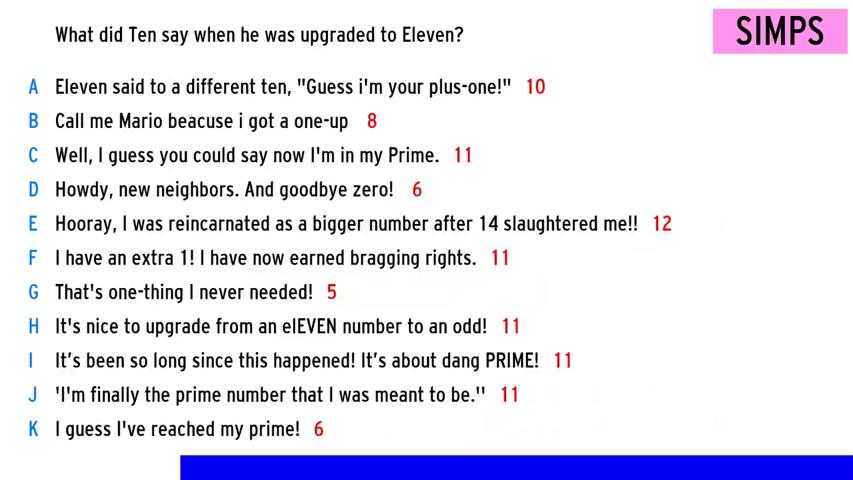 What did Ten say when he was upgraded to Eleven?
SIMPS
A Eleven said to a different ten, "Guess i'm your plus-one!" 10
B Call me Mario beacuse i got a one-up 8
C Well, I guess you could say now I'm in my Prime. 11
D Howdy, new neighbors. And goodbye zero! 6
E Hooray, I was reincarnated as a bigger number after 14 slaughtered me!! 12
F I have an extra 1! I have now earned bragging rights. 11
G That's one-thing I never needed! 5
H It's nice to upgrade from an elEVEN number to an odd! 11
I It’s been so long since this happened! It’s about dang PRIME! 11
J 'I'm finally the prime number that I was meant to be.'' 11
K I guess I've reached my prime! 6